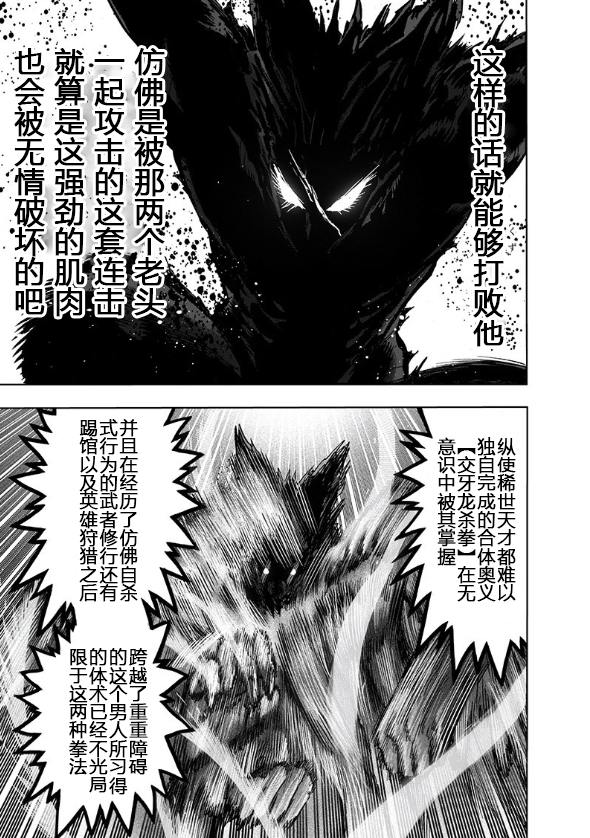 这样的话就能够打败他
仿佛是被那两个老头
一起攻击的这套连击
就算是这强劲的肌肉
也会被无情破坏的吧
纵使稀世天才都难以
独自完成的合体奥义
【交牙龙杀拳】在无
意识中被其掌握
并且在经历了仿佛自杀
式行为的武者修行还有
踢馆以及英雄狩猎之后
跨越了重重障碍
的这个男人所习得
的体术已经不光局
限于这两种拳法